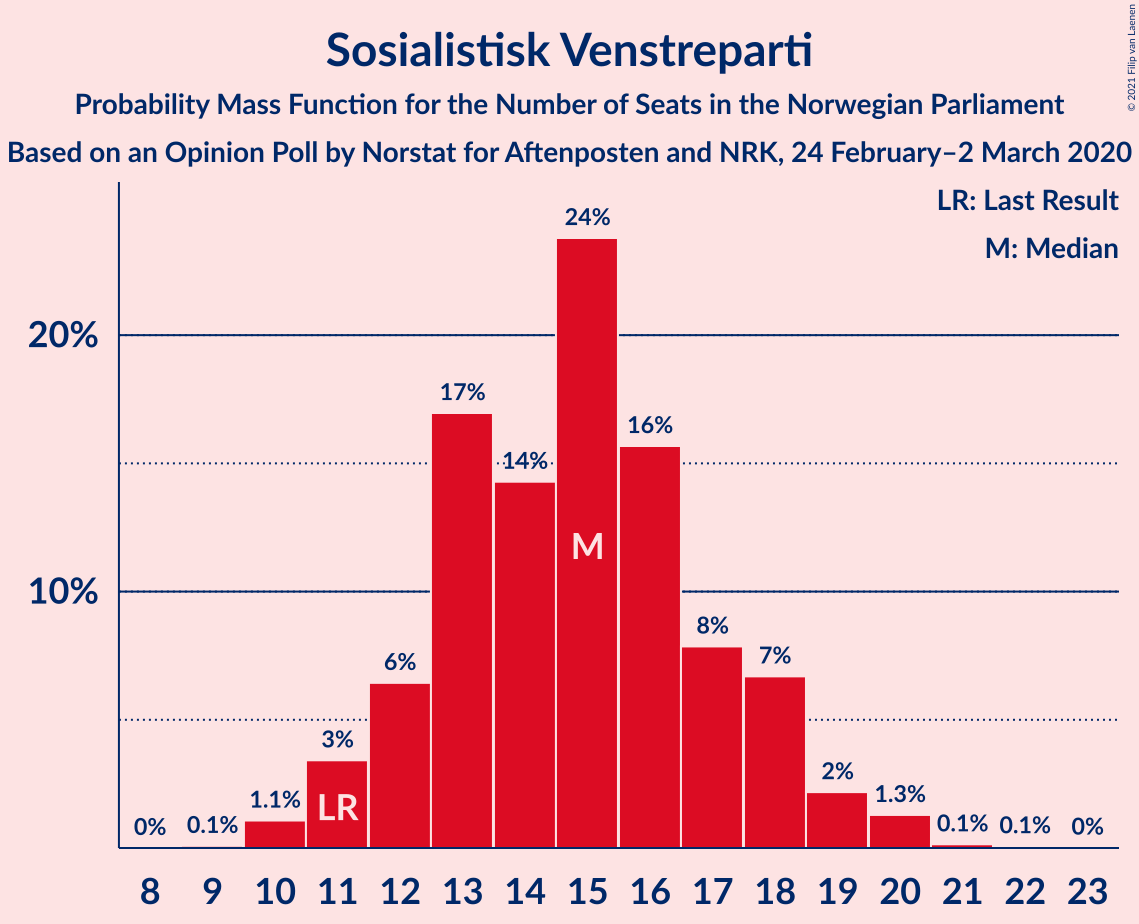 Sosialistisk Venstreparti
Probability Mass Function for the Number of Seats in the Norwegian Parliament
Based on an Opinion Poll by Norstat for Aftenposten and NRK, 24 February–2 March 2020
© 2021 Filip van Laenen
LR: Last Result
M: Median
20%
10%
0%
0.1%
1.1%
3%
6%
17%
14%
24%
16%
8%
7%
2%
1.3%
0.1%
0.1%
0%
LR
M
8 9 10 11 12 13 14 15 16 17 18 19 20 21 22 23